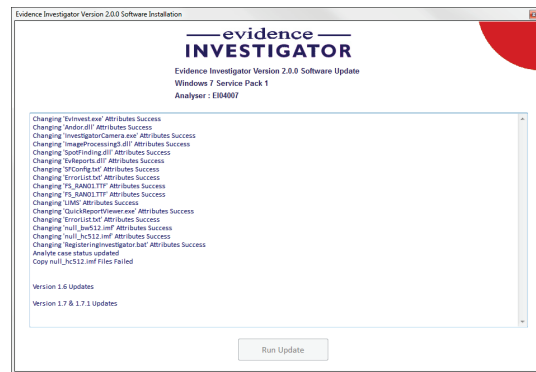 Evidence Investigator Version 2.0.0 Software Installation
evidence
INVESTIGATOR
Evidence Investigator Version 2.0.0 Software Update
Windows 7 Service Pack 1
Analyser : EI04007
Changing 'EvInvest.exe' Attributes Success
Changing 'Andor.dll' Attributes Success
Changing 'InvestigatorCamera.exe' Attributes Success
Changing 'ImageProcessing3.dll' Attributes Success
Changing 'SpotFinding.dll' Attributes Success
Changing 'EvReports.dll' Attributes Success
Changing 'SFConfig.txt' Attributes Success
Changing 'ErrorList.txt' Attributes Success
Changing 'FS_RAN01.TTF' Attributes Success
Changing 'FS_RAN01.TTF' Attributes Success
Changing 'LIMS' Attributes Success
Changing 'QuickReportViewer.exe' Attributes Success
Changing 'ErrorList.txt' Attributes Success
Changing 'null_bw512.imf' Attributes Success
Changing 'null_hc512.imf' Attributes Success
Changing 'RegisteringInvestigator.bat' Attributes Success
Analyte case status updated
Copy null_hc512.imf Files Failed
Version 1.6 Updates
Version 1.7 & 1.7.1 Updates
Run Update